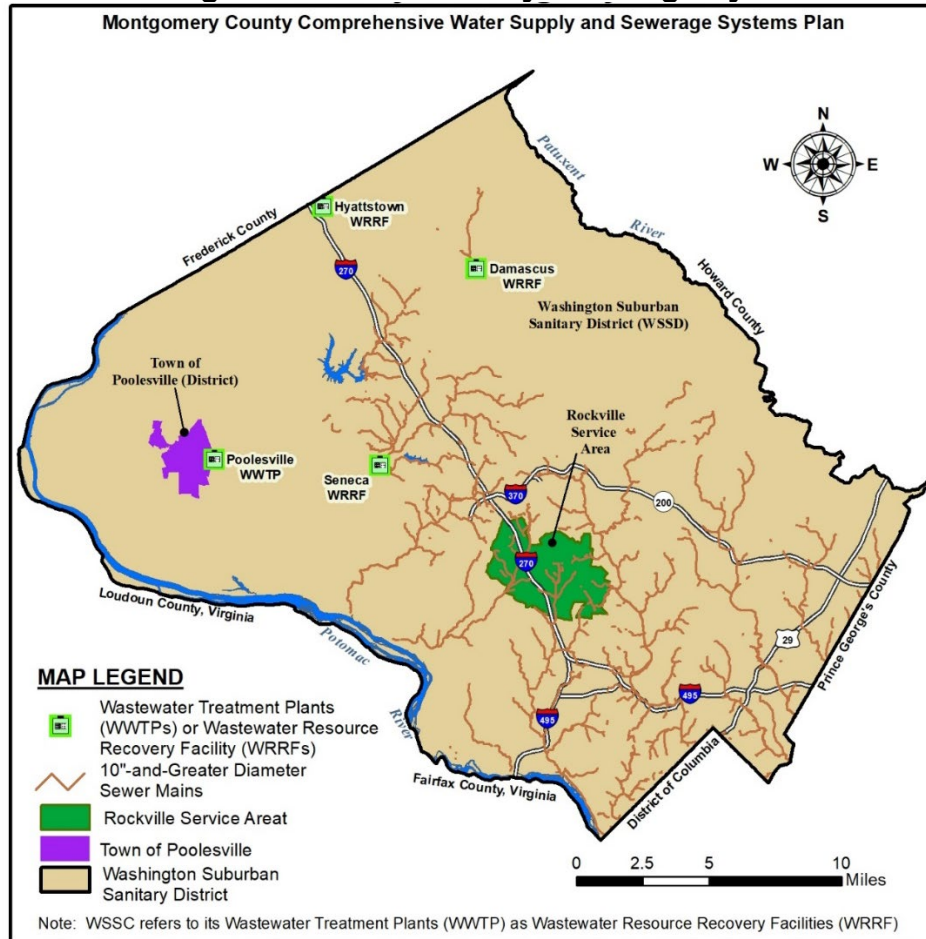 Montgomery County Comprehensive Water Supply and Sewerage Systems Plan
N
W
E
S
Patuxent
River
Frederick County
Howard County
Hyattstown
WRRF
270
Damascus
WRRF
Washington Suburban
Sanitary District (WSSD)
Town of
Poolesville (District)
Rockville
Service
Area
Poolesville
WWTP
Seneca
WRRF
370
200
270
Loudoun County, Virginia
Potomac
River
29
Prince George's County
495
495
Fairfax County, Virginia
District of Columbia
MAP LEGEND
Wastewater Treatment Plants
(WWTPs) or Wastewater Resource
Recovery Facility (WRRFs)
10"-and-Greater Diameter
Sewer Mains
Rockville Service Areat
Town of Poolesville
Washington Suburban
Sanitary District
0 2.5 5 10
Miles
Note: WSSC refers to its Wastewater Treatment Plants (WWTP) as Wastewater Resource Recovery Facilities (WRRF)